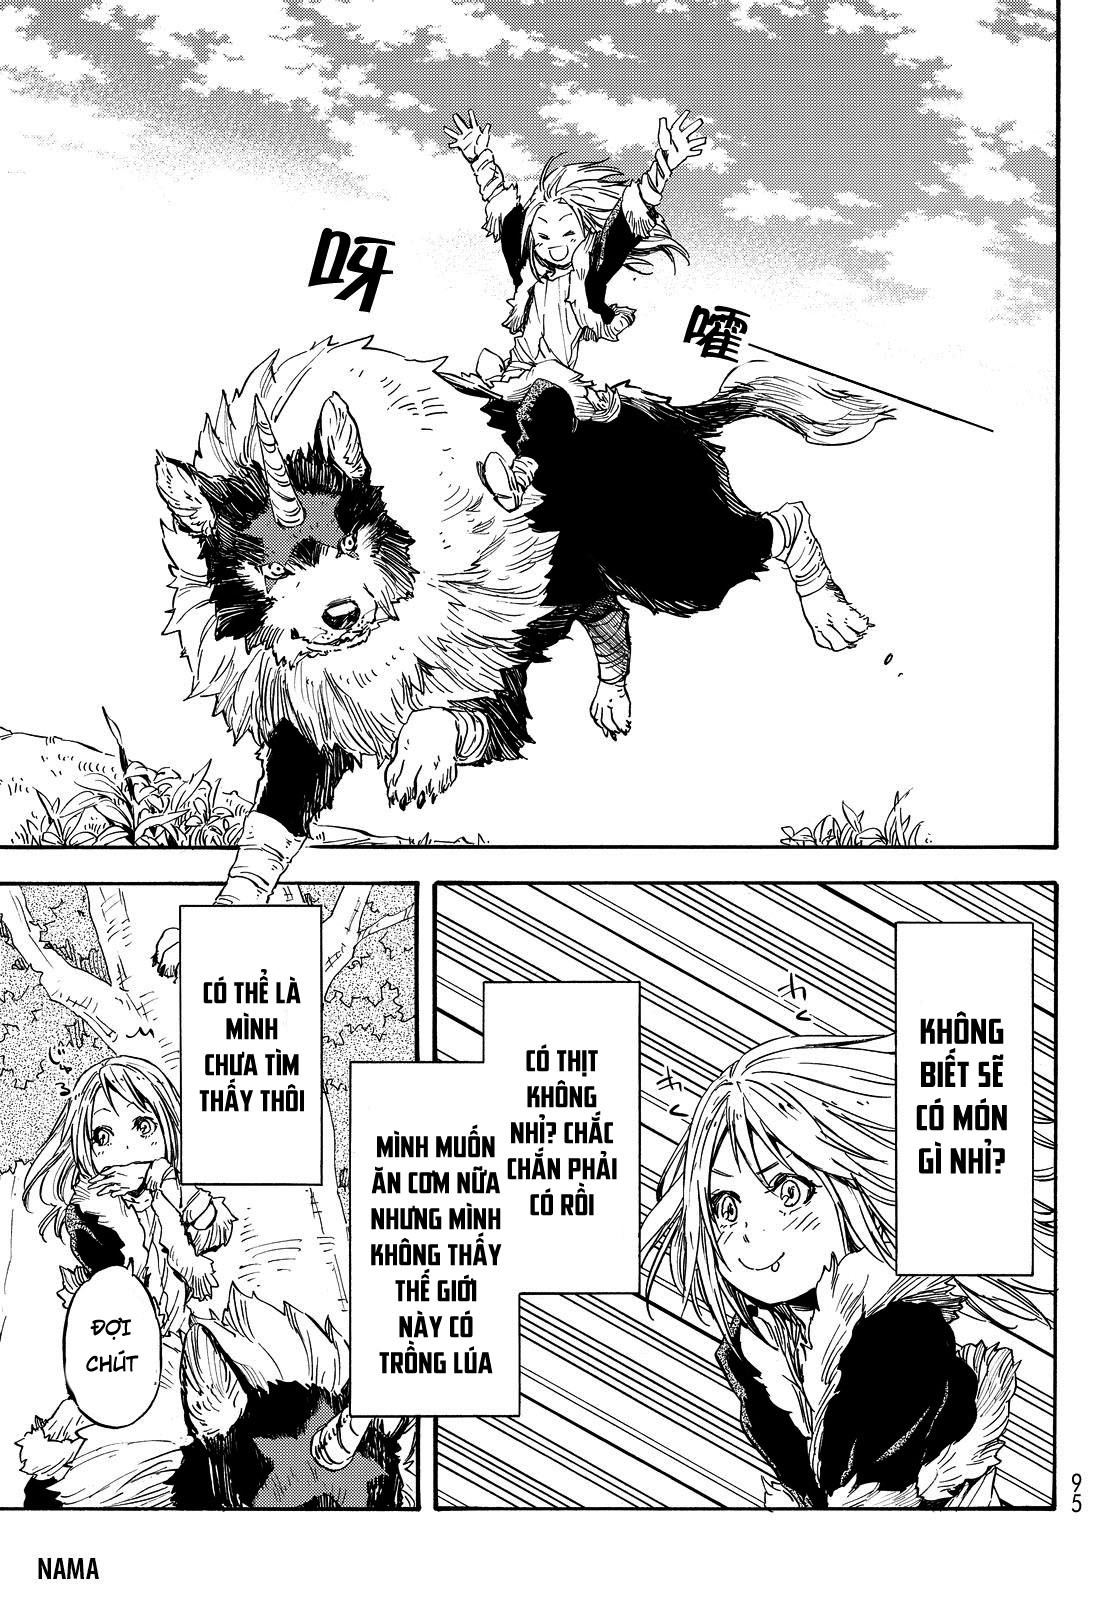 呀
嚯
KHÔNG
BIẾT SẼ
CÓ MÓN
GÌ NHỈ?
CÓ THỊT
KHÔNG
NHỈ? CHẮC
CHẮN PHẢI
CÓ RỒI
MÌNH MUỐN
ĂN CƠM NỮA
NHƯNG MÌNH
KHÔNG THẤY
THẾ GIỚI
NÀY CÓ
TRỒNG LÚA
CÓ THỂ LÀ
MÌNH
CHƯA TÌM
THẤY THÔI
ĐỢI
CHÚT
95
NAMA